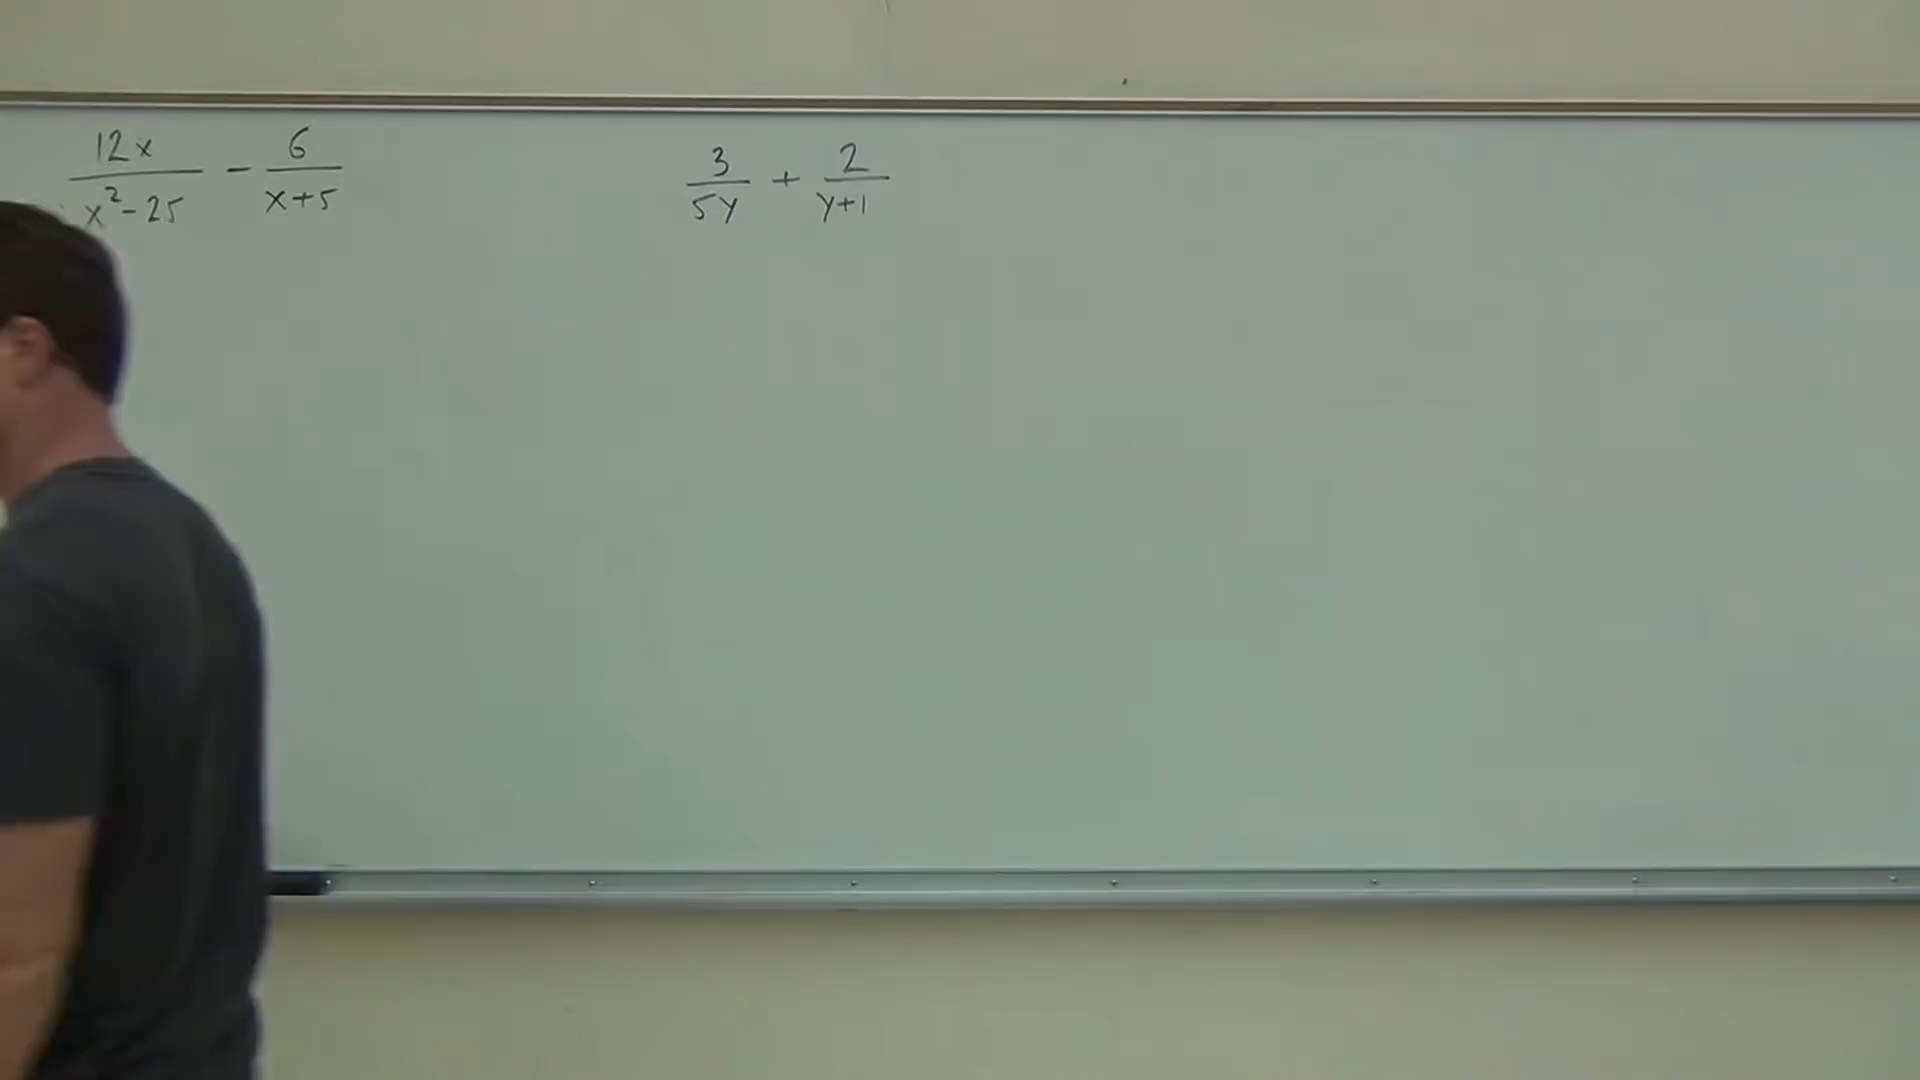 12x/(x²-25) - 6/(x+5)
3/(5y) + 2/(y+1)